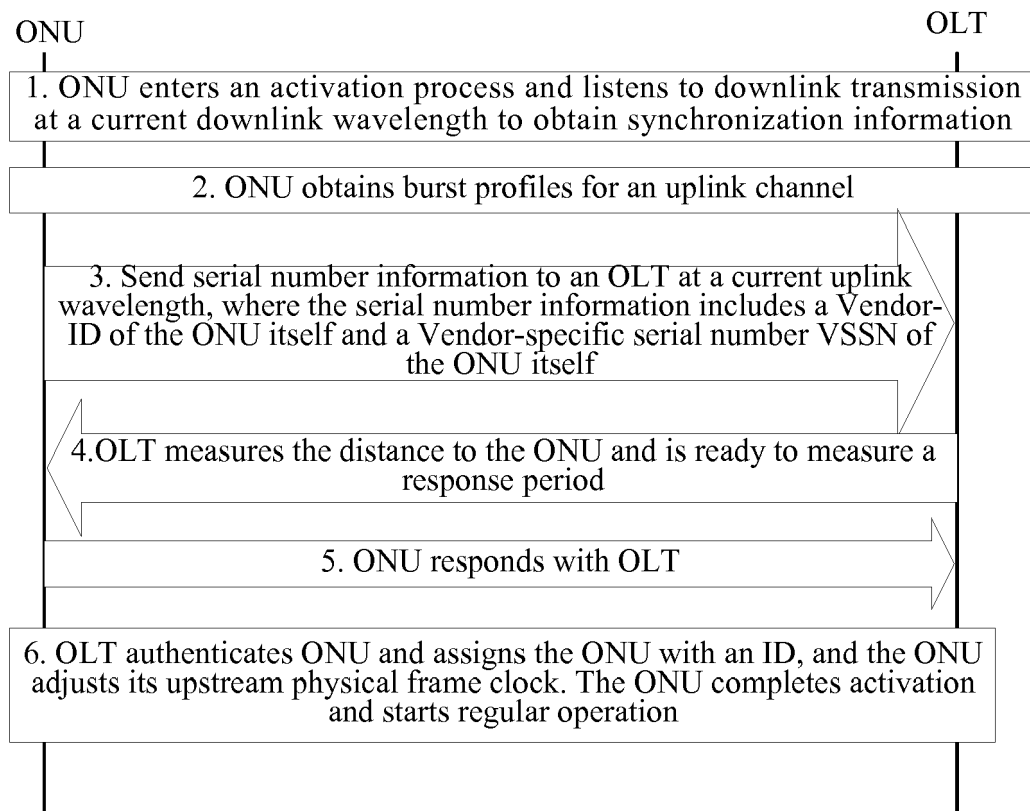 ONU
OLT
1. ONU enters an activation process and listens to downlink transmission
at a current downlink wavelength to obtain synchronization information
2. ONU obtains burst profiles for an uplink channel
3. Send serial number information to an OLT at a current uplink
wavelength, where the serial number information includes a Vendor-
ID of the ONU itself and a Vendor-specific serial number VSSN of
the ONU itself
4.OLT measures the distance to the ONU and is ready to measure a
response period
5. ONU responds with OLT
6. OLT authenticates ONU and assigns the ONU with an ID, and the ONU
adjusts its upstream physical frame clock. The ONU completes activation
and starts regular operation